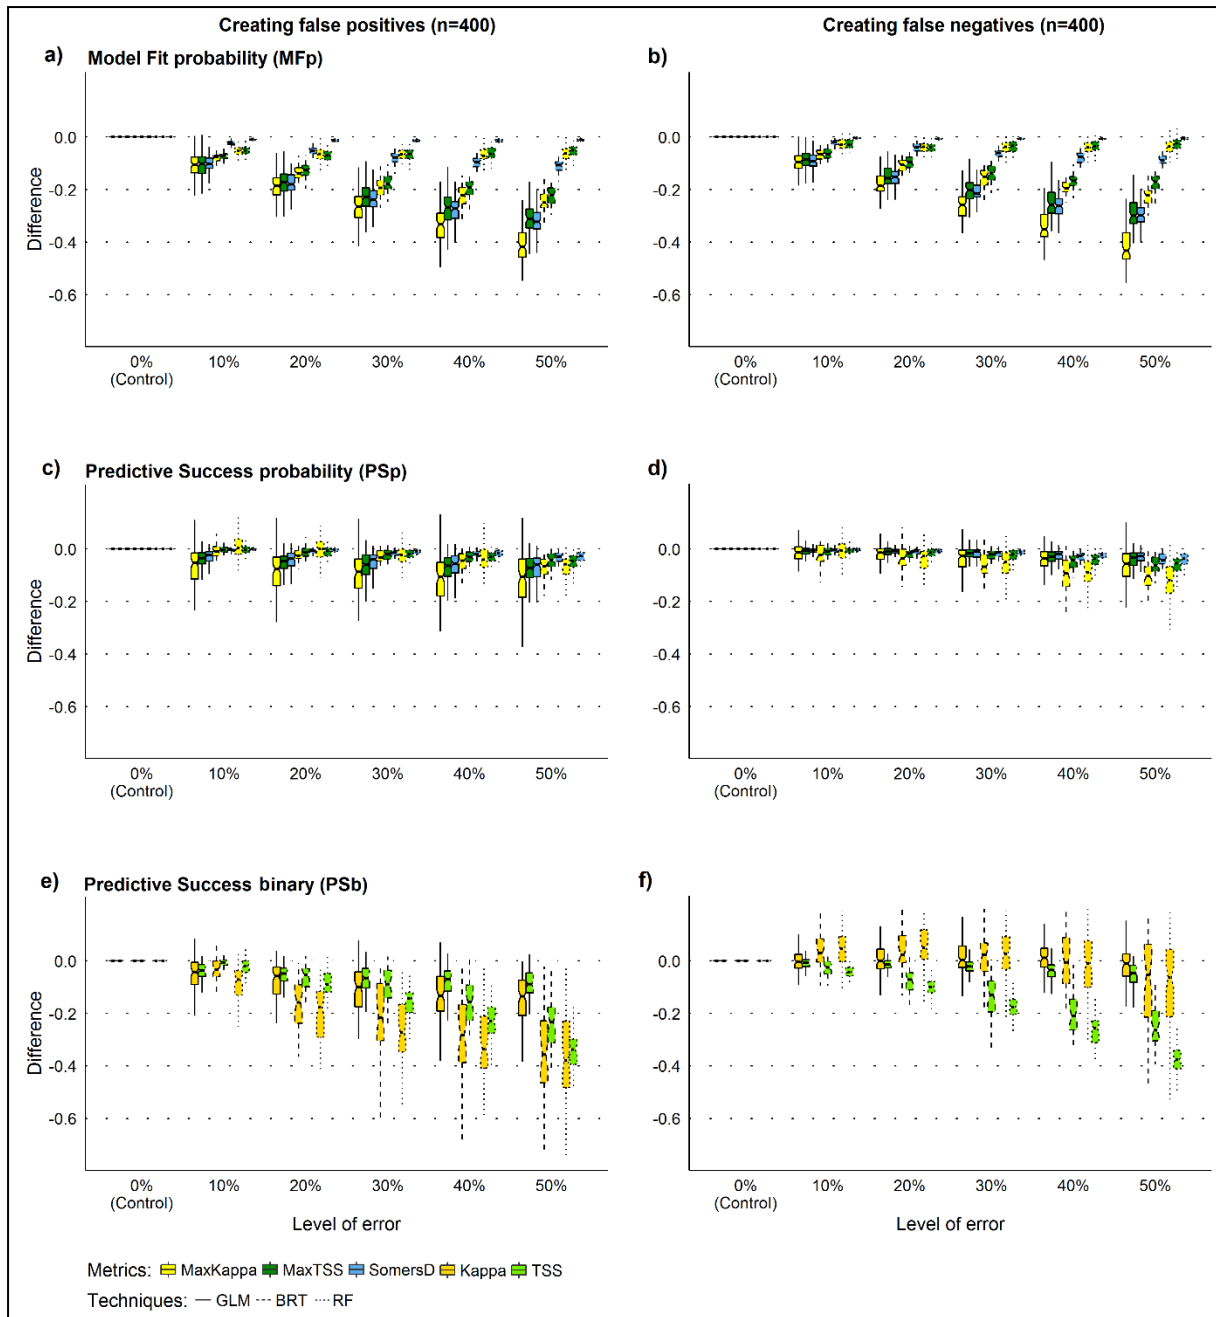 Creating false positives (n=400)
Creating false negatives (n=400)
a) Model Fit probability (MFp)
b)
0.0
-0.2
-0.4
-0.6
Difference
0% 10% 20% 30% 40% 50%
(Control)
0.0
-0.2
-0.4
-0.6
0% 10% 20% 30% 40% 50%
(Control)
c) Predictive Success probability (PSp)
d)
0.0
-0.2
-0.4
-0.6
Difference
0% 10% 20% 30% 40% 50%
(Control)
0.0
-0.2
-0.4
-0.6
0% 10% 20% 30% 40% 50%
(Control)
e) Predictive Success binary (PSb)
f)
0.0
-0.2
-0.4
-0.6
Difference
0% 10% 20% 30% 40% 50%
(Control)
Level of error
0.0
-0.2
-0.4
-0.6
0% 10% 20% 30% 40% 50%
(Control)
Level of error
Metrics: MaxKappa MaxTSS SomersD Kappa TSS
Techniques: GLM BRT RF